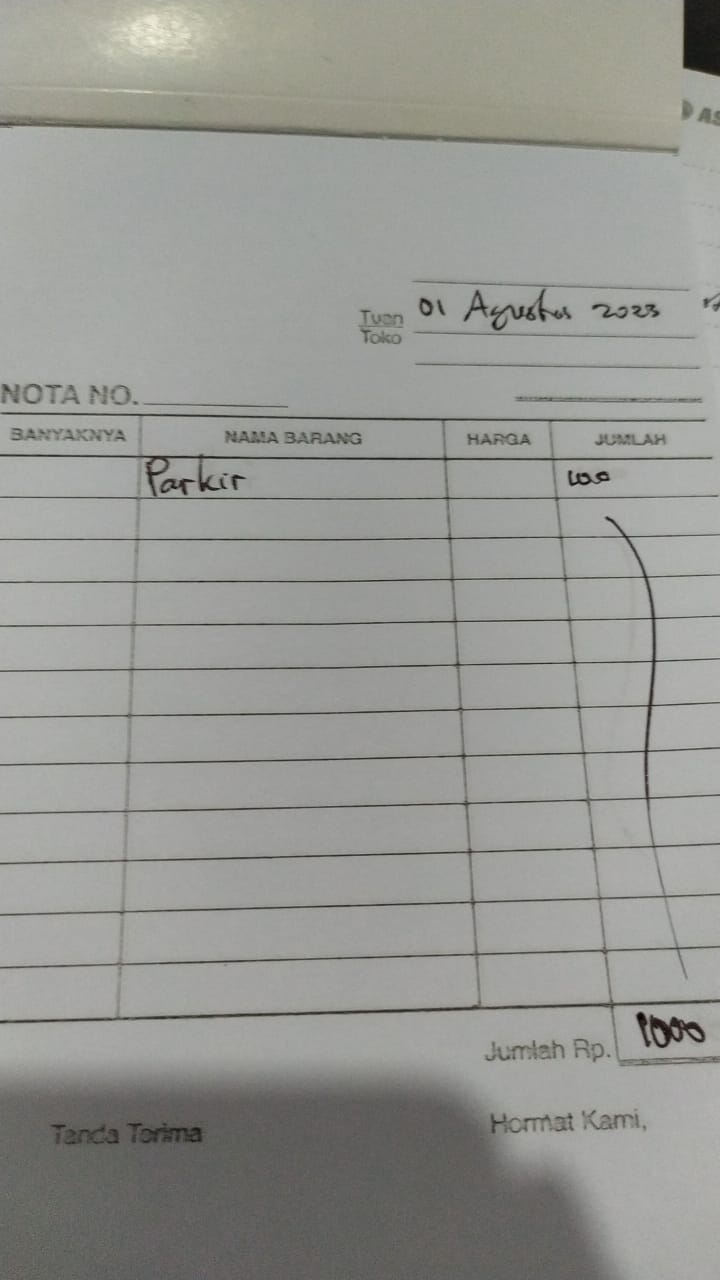 AS
01 Agustus 2023
Tuan
Toko
NOTA NO.
BANYAKNYA NAMA BARANG HARGA JUMLAH
Parkir 1000
Jumlah Rp. 1000
Tanda Terima Hormat Kami,